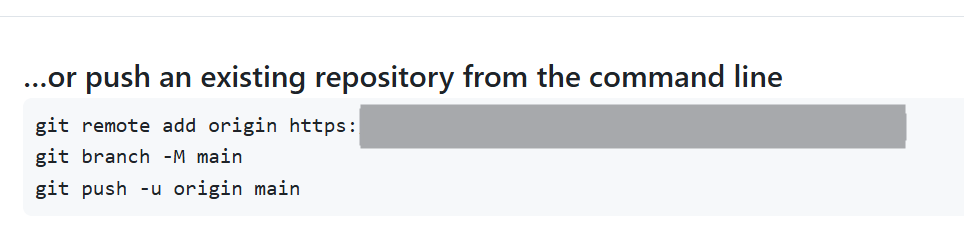 ...or push an existing repository from the command line
git remote add origin https:
git branch -M main
git push -u origin main